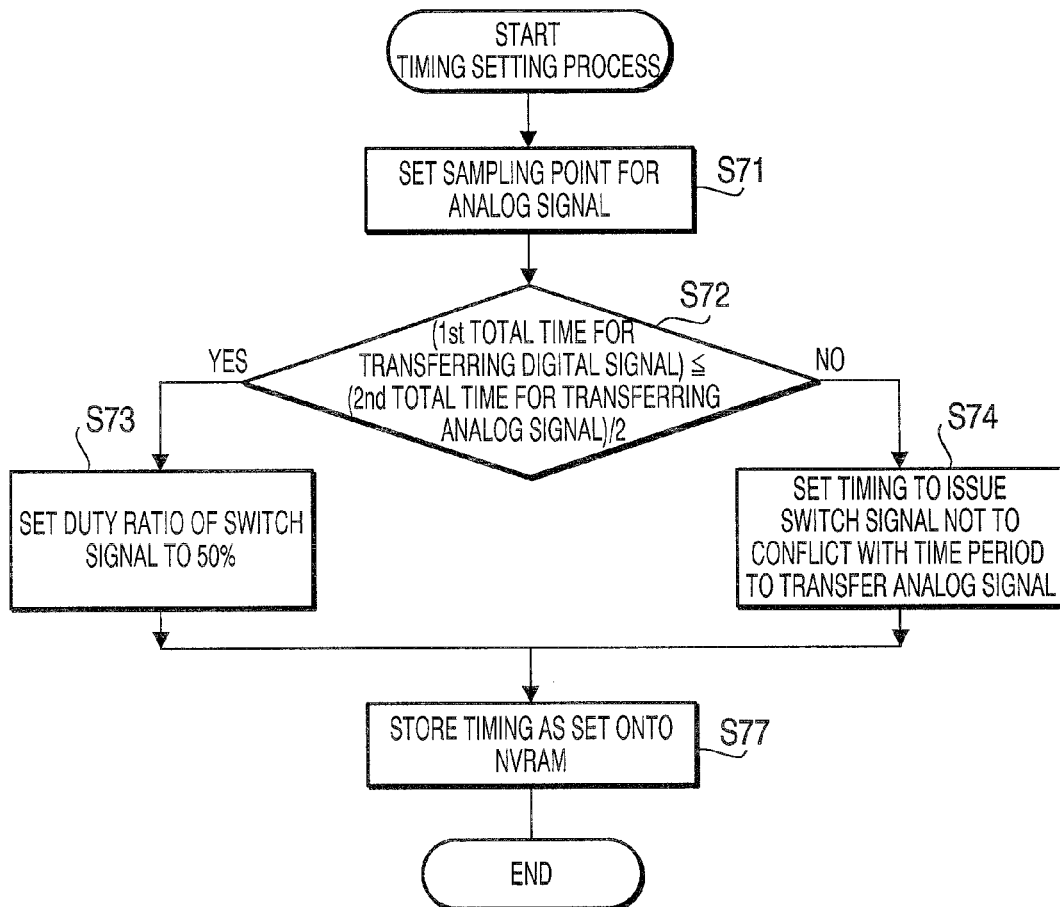 START
TIMING SETTING PROCESS
SET SAMPLING POINT FOR
ANALOG SIGNAL
S71
S72
(1st TOTAL TIME FOR
TRANSFERRING DIGITAL SIGNAL) ≦
(2nd TOTAL TIME FOR TRANSFERRING
ANALOG SIGNAL)/2
YES
NO
S73
SET DUTY RATIO OF SWITCH
SIGNAL TO 50%
S74
SET TIMING TO ISSUE
SWITCH SIGNAL NOT TO
CONFLICT WITH TIME PERIOD
TO TRANSFER ANALOG SIGNAL
STORE TIMING AS SET ONTO
NVRAM
S77
END